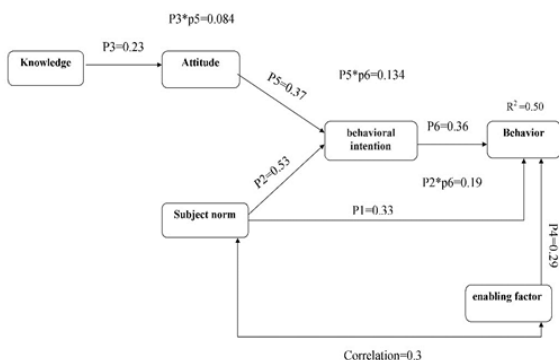 P3*p5=0.084
P3=0.23
Knowledge
Attitude
P5=0.37
P5*p6=0.134
R²=0.50
behavioral
intention
P6=0.36
Behavior
P2=0.53
P2*p6=0.19
Subject norm
P1=0.33
P4=0.29
enabling factor
Correlation=0.3